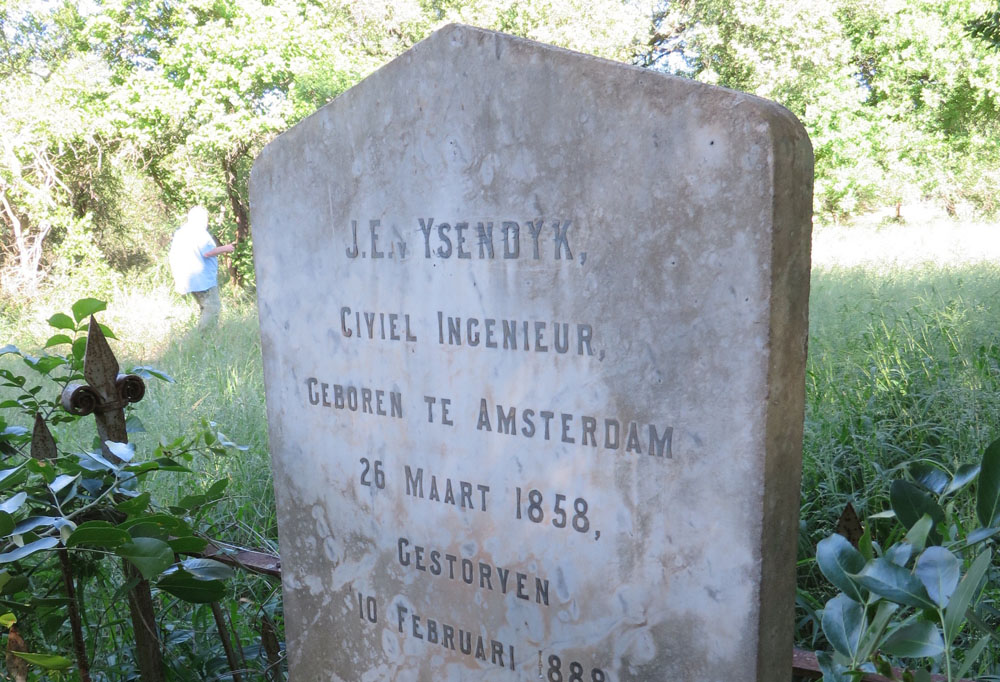 J.E. YSENDYK,
CIVIEL INGENIEUR,
GEBOREN TE AMSTERDAM
26 MAART 1858,
GESTORVEN
10 FEBRUARI